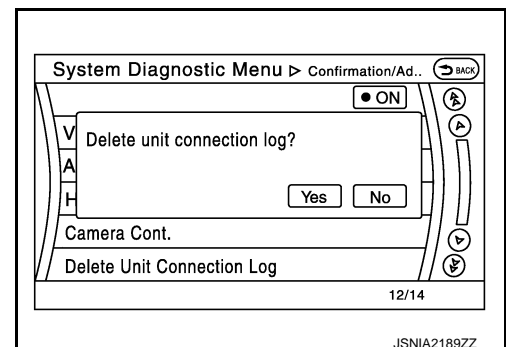 System Diagnostic Menu ▷ Confirmation/Ad.. BACK
● ON
V
Delete unit connection log?
A
H
Yes No
Camera Cont.
Delete Unit Connection Log
12/14
JSNIA2189ZZ